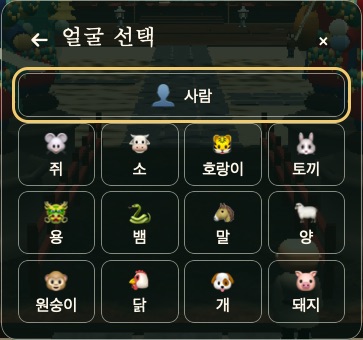 ← 얼굴 선택 ×
사람
쥐 소 호랑이 토끼
용 뱀 말 양
원숭이 닭 개 돼지